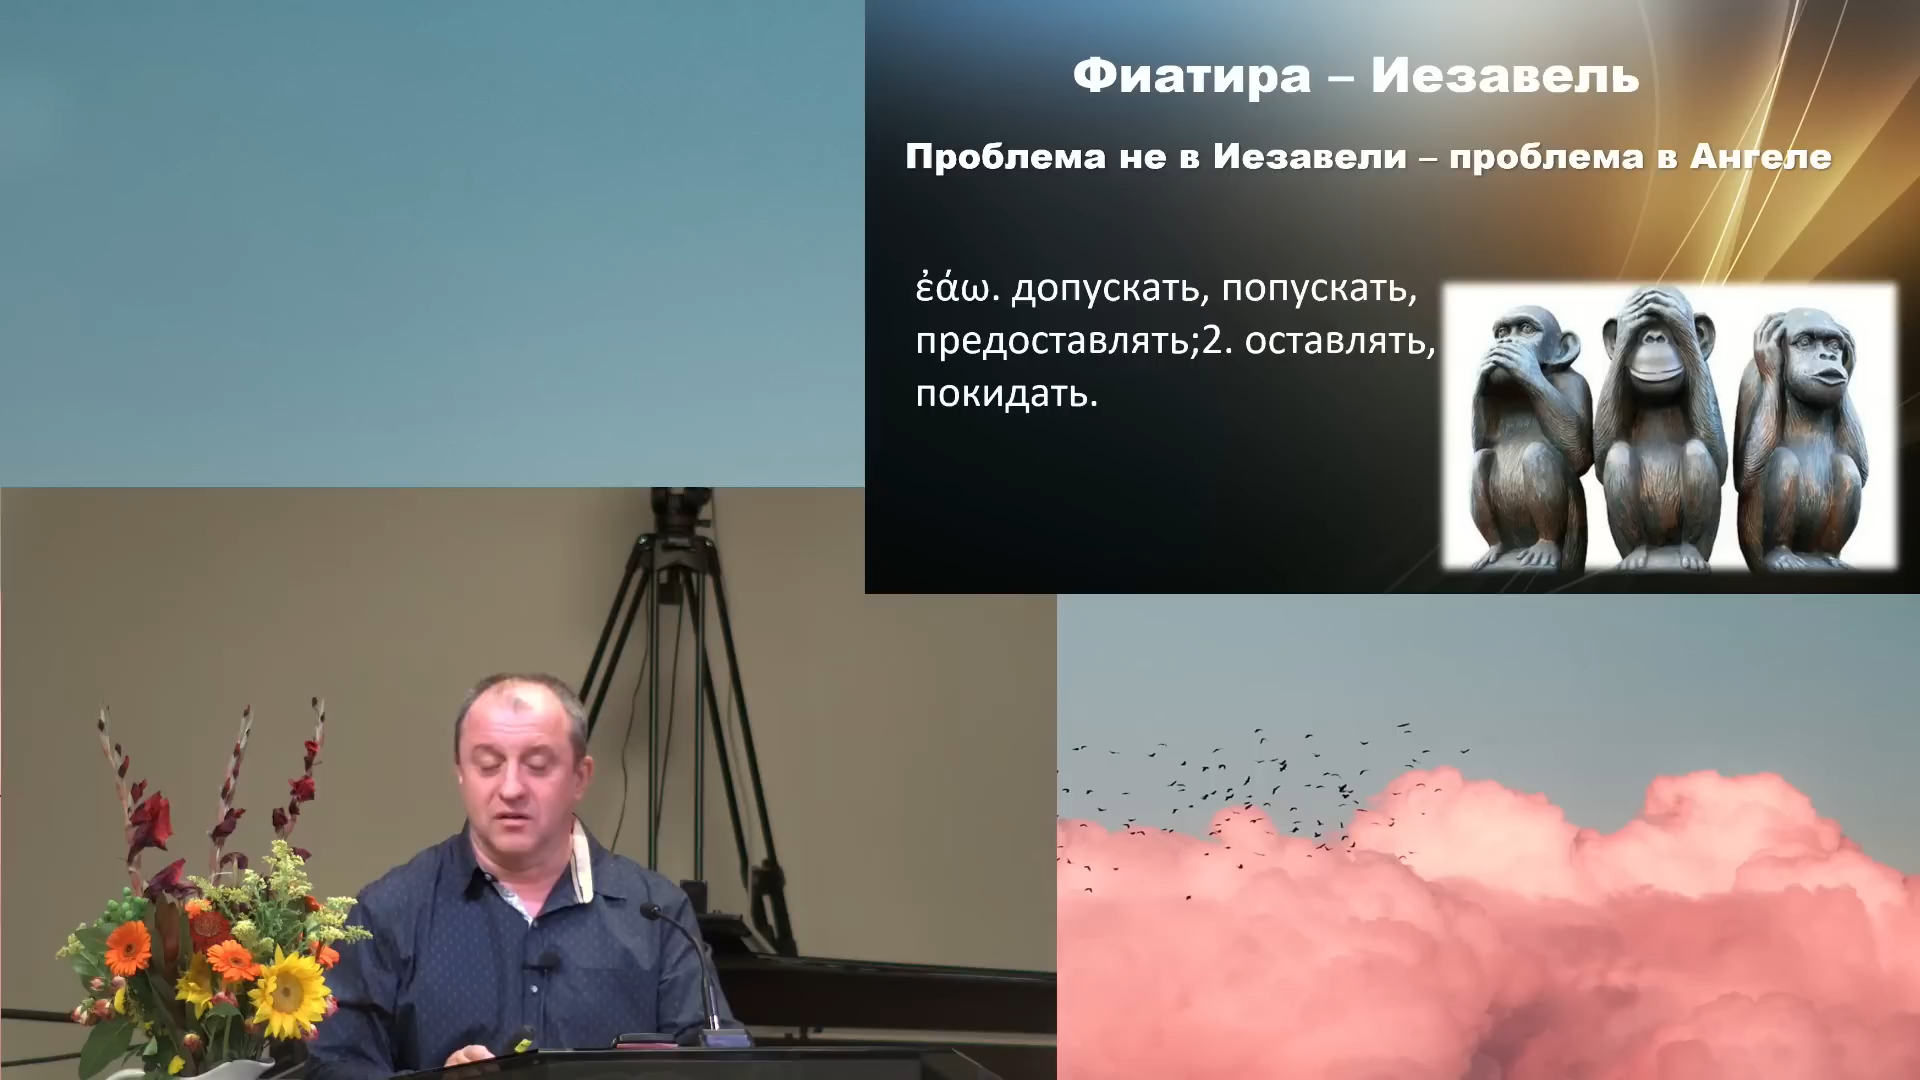 Фиатира – Иезавель
Проблема не в Иезавели – проблема в Ангеле
ἐάω. допускать, попускать,
предоставлять;2. оставлять,
покидать.